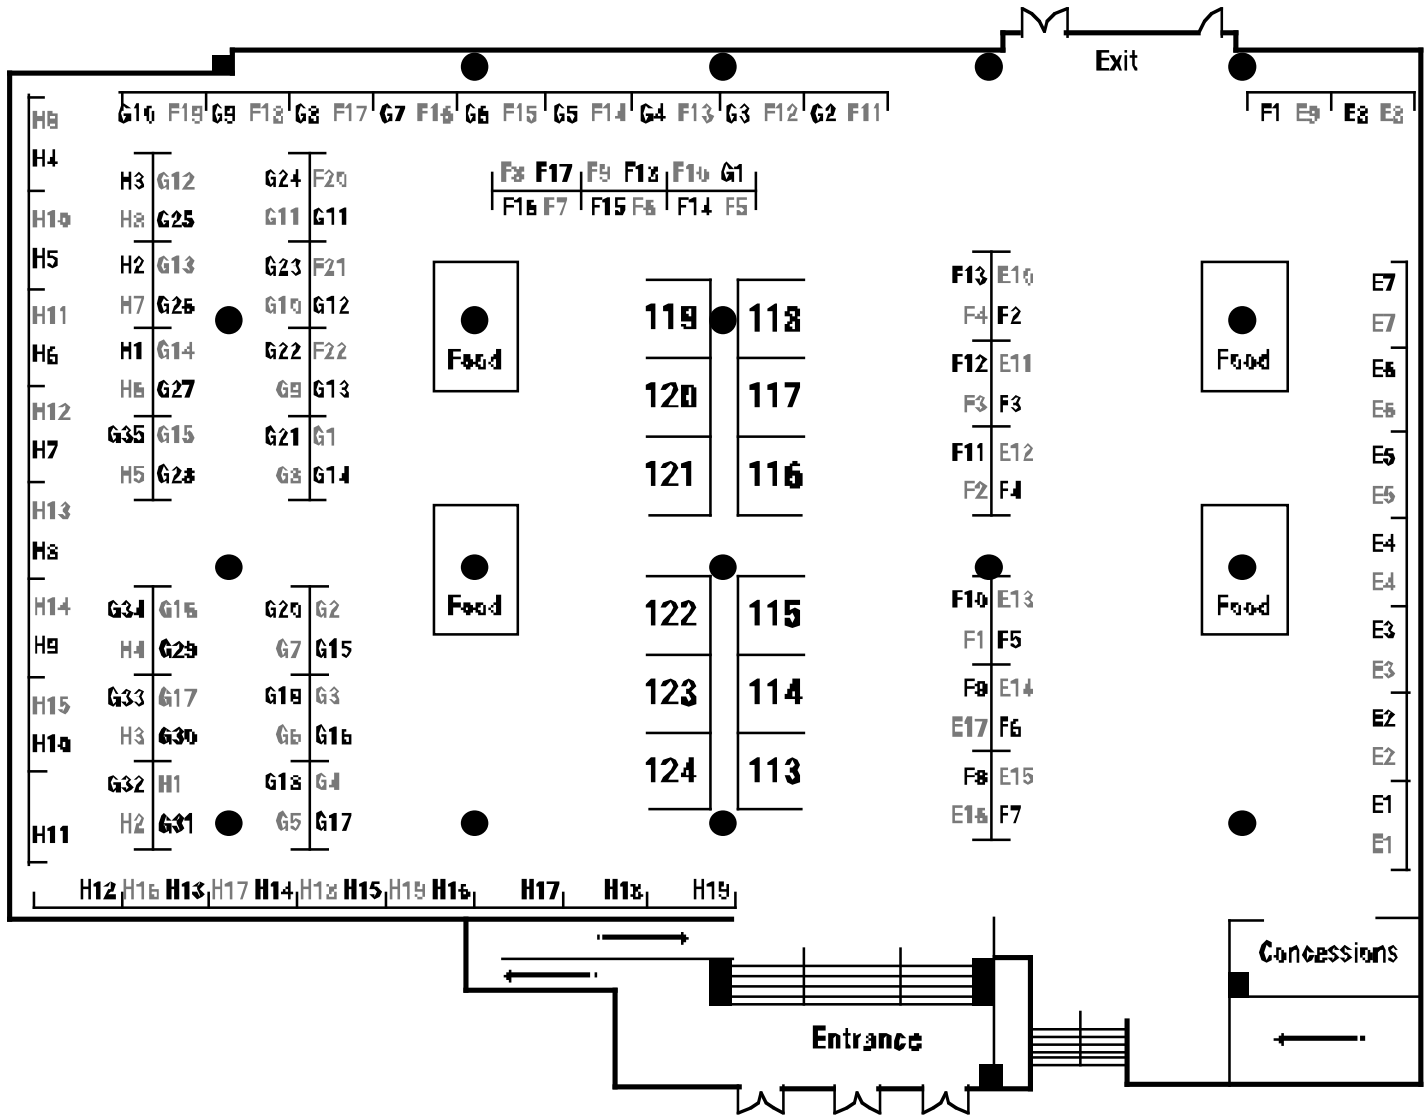 Exit
G10 F19 G9 F18 G8 F17 G7 F16 G6 F15 G5 F14 G4 F13 G3 F12 G2 F11
F1 E9 E8 E8
H9
H4
H10
H5
H11
H6
H12
H7
H13
H8
H14
H9
H15
H10
H11
H3 G12
H8 G25
H2 G13
H7 G26
H1 G14
H6 G27
G35 G15
H5 G28
G34 G16
H4 G29
G33 G17
H3 G30
G32 H1
H2 G31
G24 F20
G11 G11
G23 F21
G10 G12
G22 F22
G9 G13
G21 G1
G8 G14
G20 G2
G7 G15
G19 G3
G6 G16
G18 G4
G5 G17
F8 F17 F9 F18 F10 G1
F16 F7 F15 F6 F14 F5
Food
Food
119 118
120 117
121 116
122 115
123 114
124 113
F13 E10
F4 F2
F12 E11
F3 F3
F11 E12
F2 F4
F10 E13
F1 F5
F9 E14
E17 F6
F8 E15
E16 F7
Food
Food
E7
E7
E6
E6
E5
E5
E4
E4
E3
E3
E2
E2
E1
E1
H12 H16 H13 H17 H14 H18 H15 H19 H16 H17 H18 H19
Concessions
Entrance